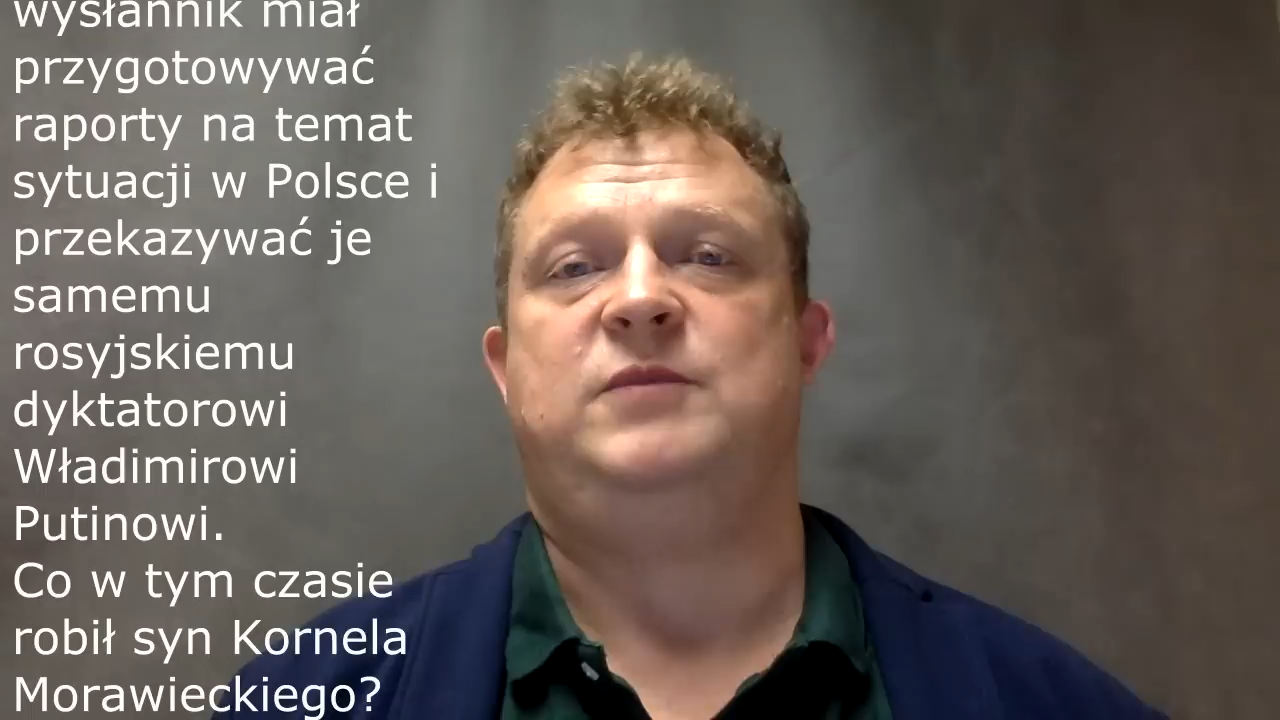 wysłannik miał
przygotowywać
raporty na temat
sytuacji w Polsce i
przekazywać je
samemu
rosyjskiemu
dyktatorowi
Władimirowi
Putinowi.
Co w tym czasie
robił syn Kornela
Morawieckiego?